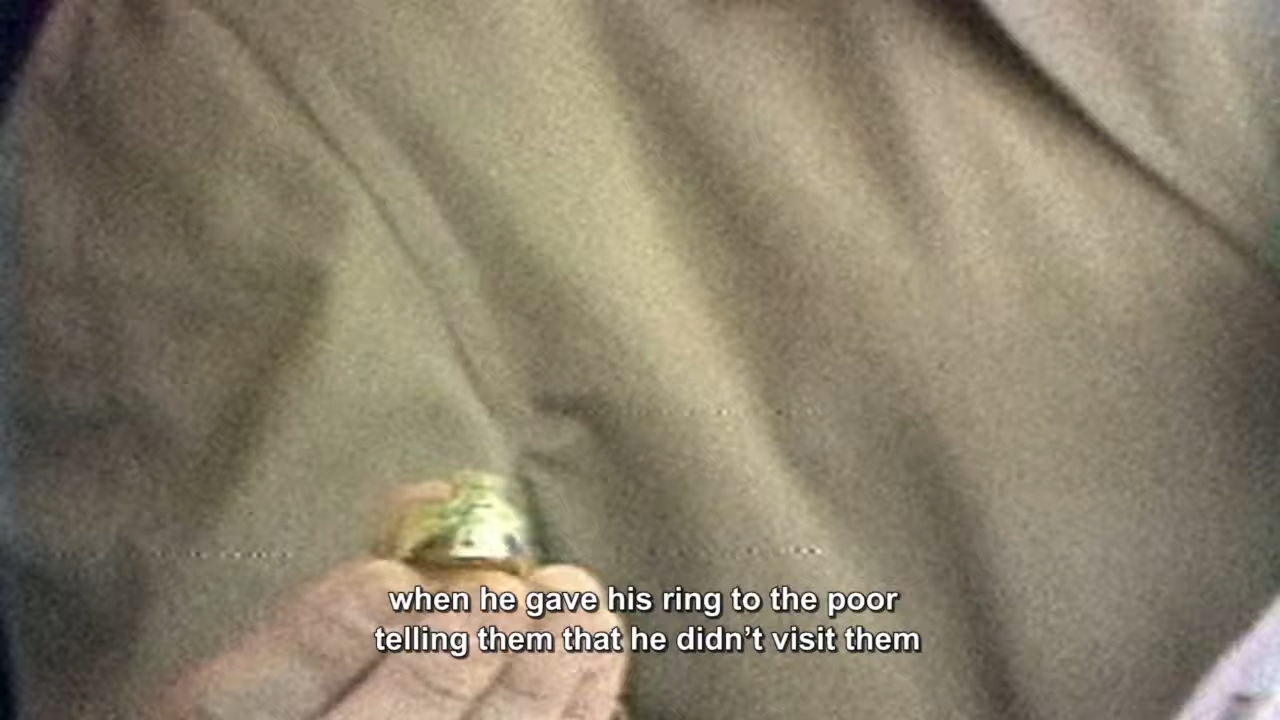 when he gave his ring to the poor
telling them that he didn’t visit them